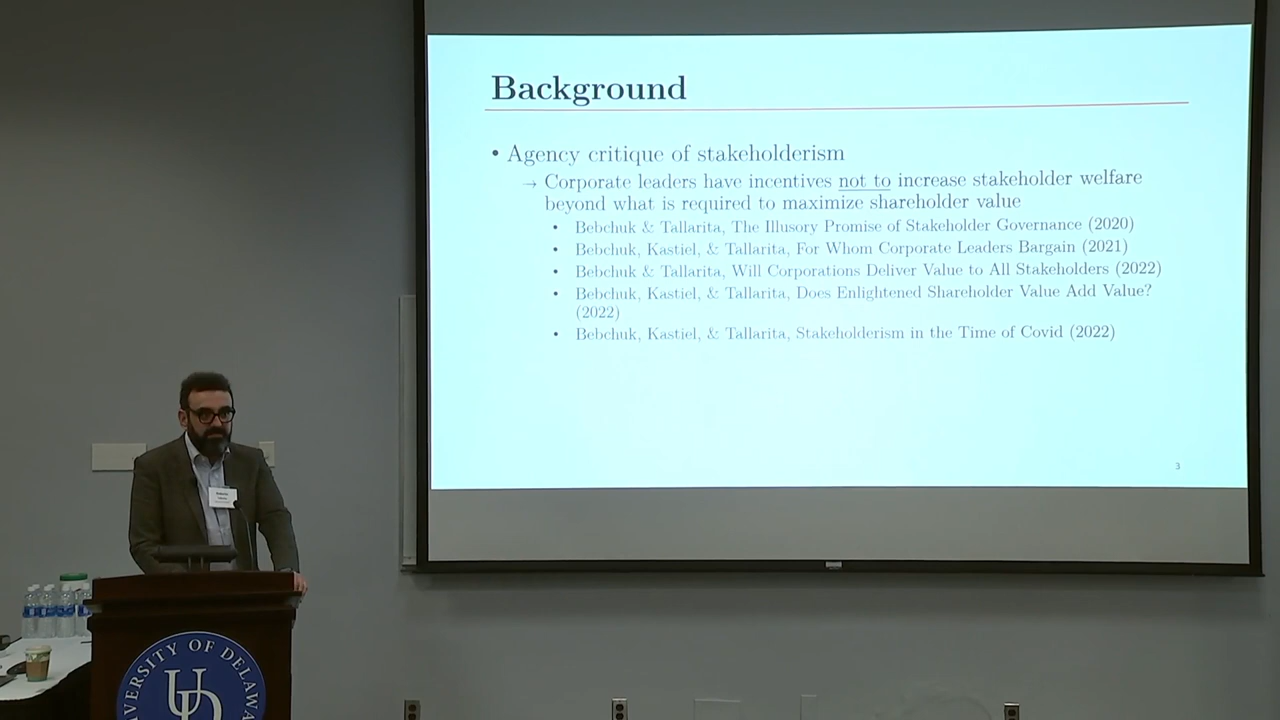 Background
• Agency critique of stakeholderism
→ Corporate leaders have incentives not to increase stakeholder welfare
beyond what is required to maximize shareholder value
• Bebchuk & Tallarita, The Illusory Promise of Stakeholder Governance (2020)
• Bebchuk, Kastiel, & Tallarita, For Whom Corporate Leaders Bargain (2021)
• Bebchuk & Tallarita, Will Corporations Deliver Value to All Stakeholders (2022)
• Bebchuk, Kastiel, & Tallarita, Does Enlightened Shareholder Value Add Value?
(2022)
• Bebchuk, Kastiel, & Tallarita, Stakeholderism in the Time of Covid (2022)
3
UNIVERSITY OF DELAWARE
UD